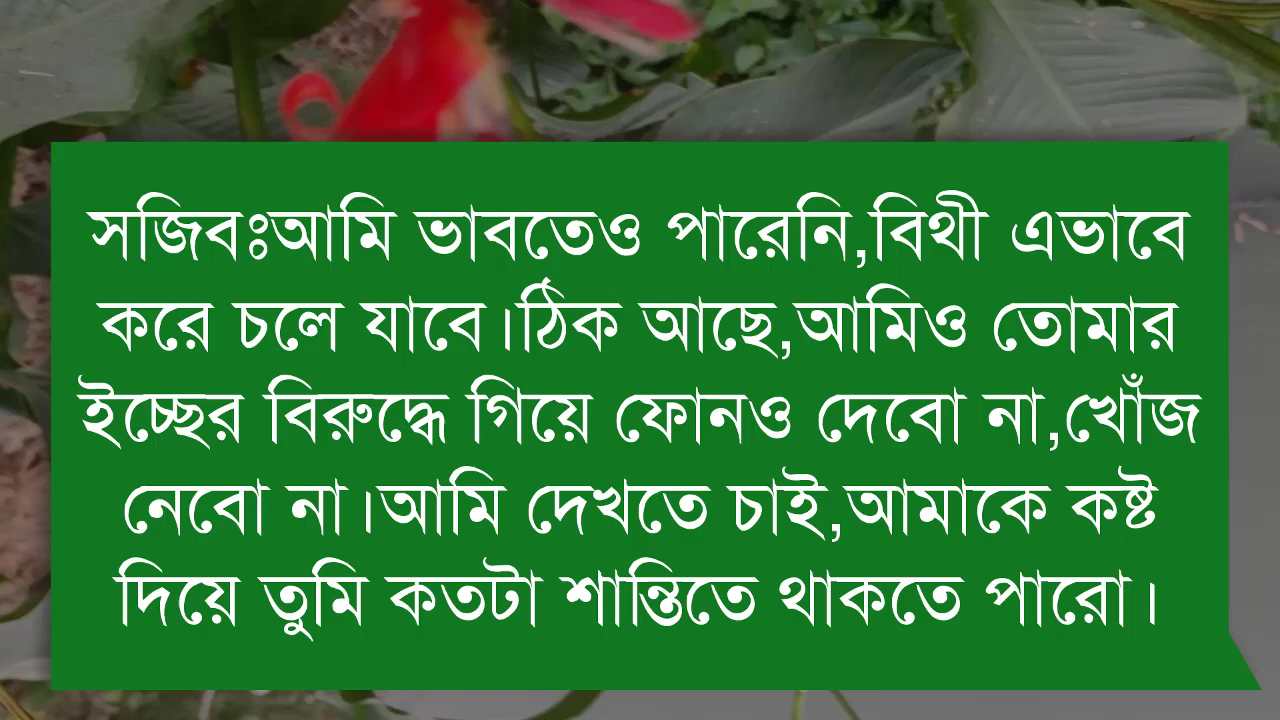 সজিবঃআমি ভাবতেও পারেনি,বিথী এভাবে
করে চলে যাবে।ঠিক আছে,আমিও তোমার
ইচ্ছের বিরুদ্ধে গিয়ে ফোনও দেবো না,খোঁজ
নেবো না।আমি দেখতে চাই,আমাকে কষ্ট
দিয়ে তুমি কতটা শান্তিতে থাকতে পারো।